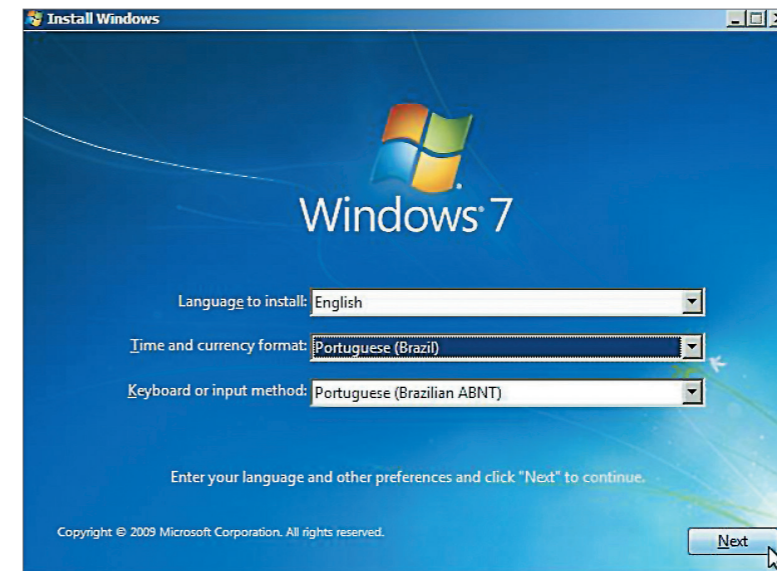 Install Windows
Windows 7
Language to install: English
Time and currency format: Portuguese (Brazil)
Keyboard or input method: Portuguese (Brazilian ABNT)
Enter your language and other preferences and click "Next" to continue.
Copyright © 2009 Microsoft Corporation. All rights reserved.
Next